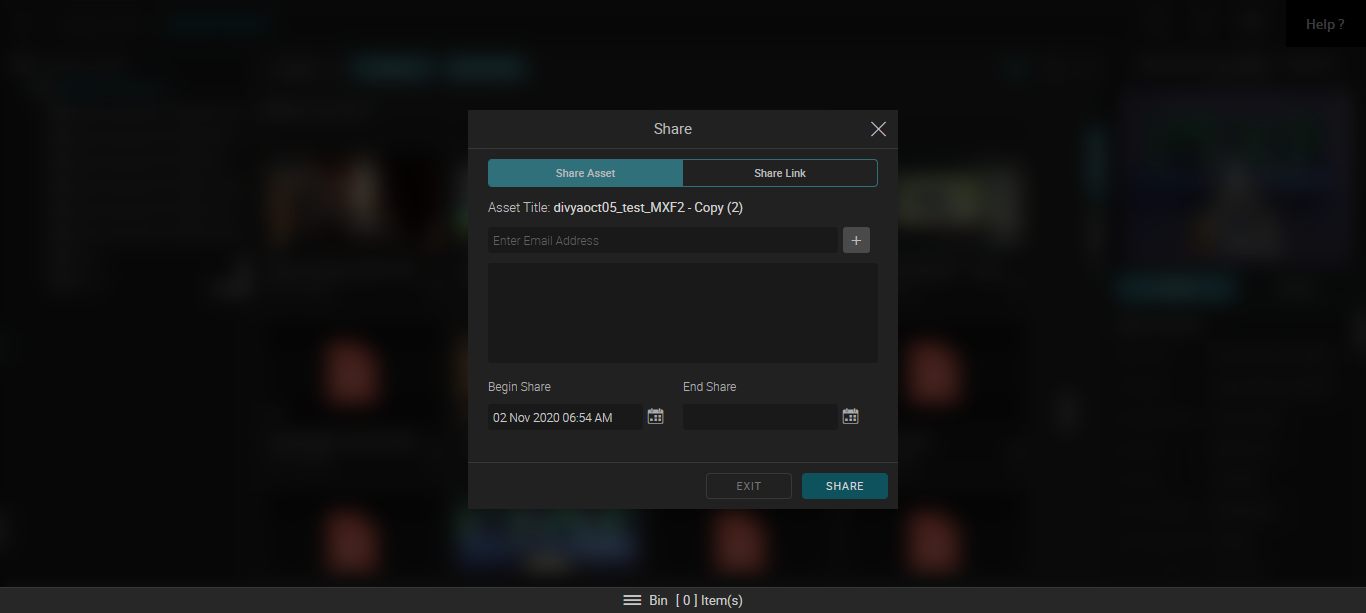 Help ?
Share
Share Asset
Share Link
Asset Title: divyaoct05_test_MXF2 - Copy (2)
Enter Email Address
+
Begin Share
End Share
02 Nov 2020 06:54 AM
EXIT
SHARE
Bin [ 0 ] Item(s)